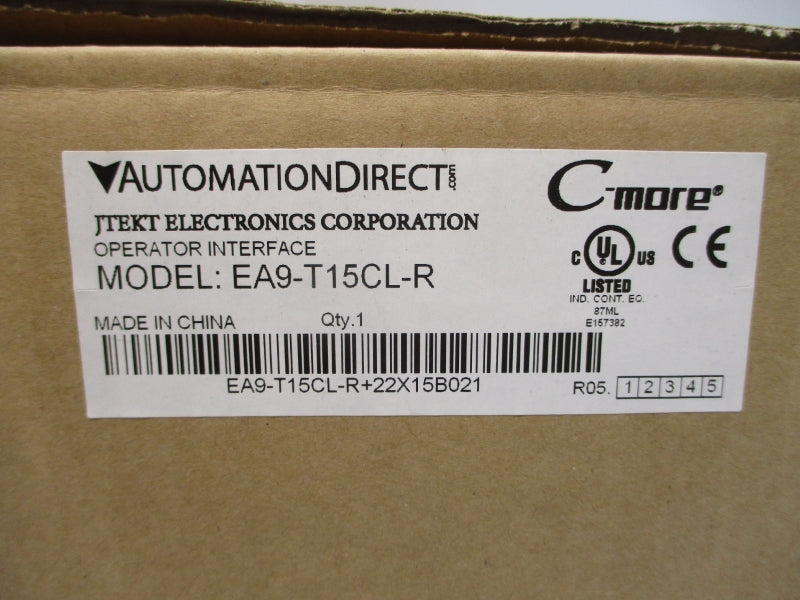 AUTOMATIONDIRECT.COM
C-more®
JTEKT ELECTRONICS CORPORATION
OPERATOR INTERFACE
MODEL: EA9-T15CL-R
C UL US CE
LISTED
IND. CONT. EQ.
87ML
E157382
MADE IN CHINA Qty.1
EA9-T15CL-R+22X15B021
R05. 1 2 3 4 5